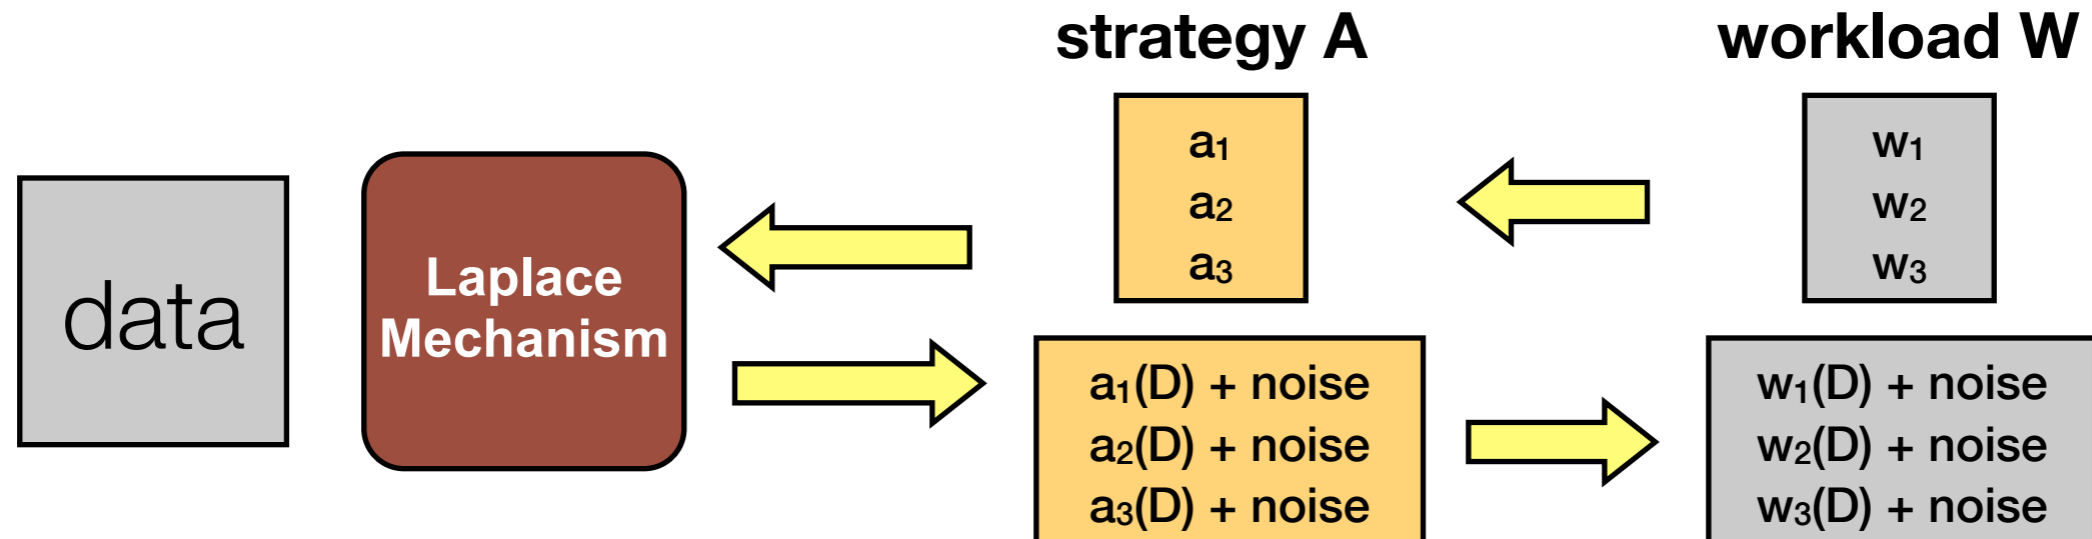 strategy A
workload W
data
Laplace
Mechanism
a₁
a₂
a₃
w₁
w₂
w₃
a₁(D) + noise
a₂(D) + noise
a₃(D) + noise
w₁(D) + noise
w₂(D) + noise
w₃(D) + noise